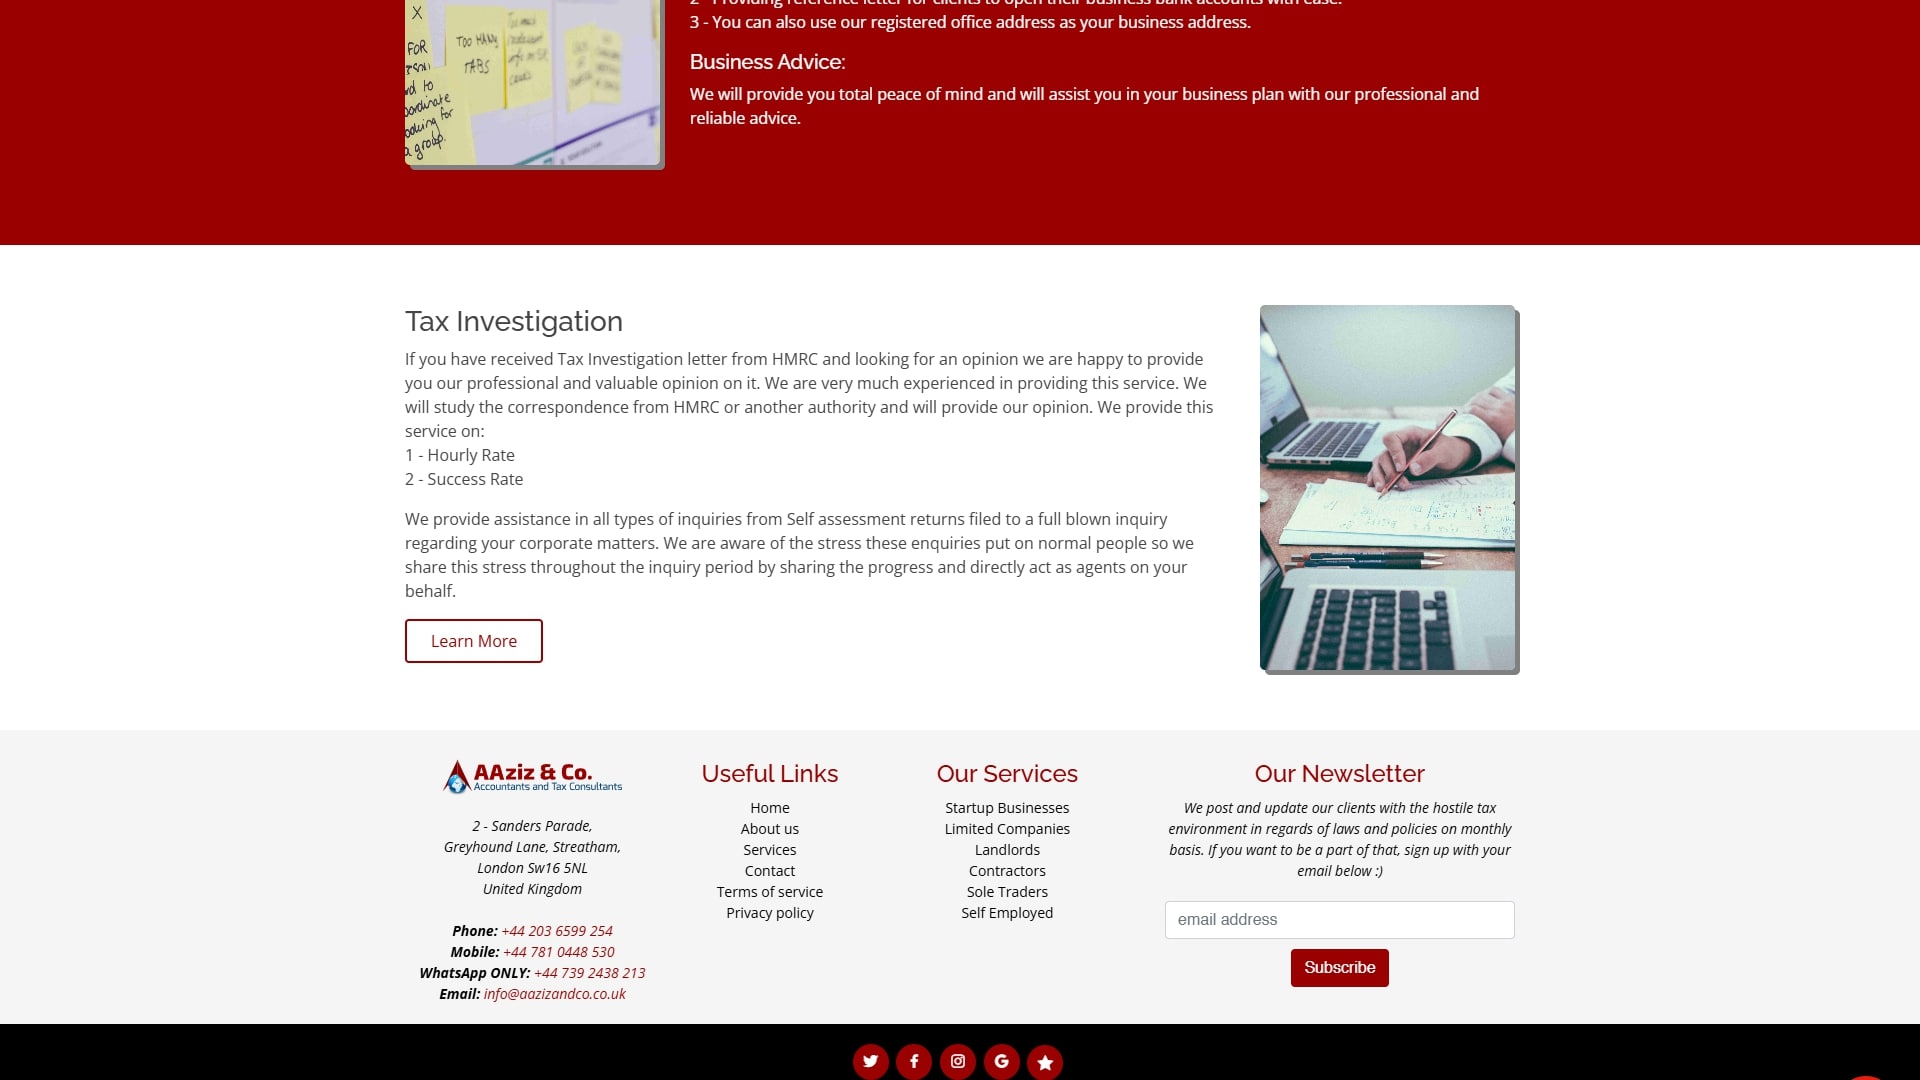 X
FOR
TOO MANY
TABS
looking for
a group.
3 - You can also use our registered office address as your business address.
Business Advice:
We will provide you total peace of mind and will assist you in your business plan with our professional and
reliable advice.
Tax Investigation
If you have received Tax Investigation letter from HMRC and looking for an opinion we are happy to provide
you our professional and valuable opinion on it. We are very much experienced in providing this service. We
will study the correspondence from HMRC or another authority and will provide our opinion. We provide this
service on:
1 - Hourly Rate
2 - Success Rate
We provide assistance in all types of inquiries from Self assessment returns filed to a full blown inquiry
regarding your corporate matters. We are aware of the stress these enquiries put on normal people so we
share this stress throughout the inquiry period by sharing the progress and directly act as agents on your
behalf.
Learn More
AAziz & Co.
Accountants and Tax Consultants
2 - Sanders Parade,
Greyhound Lane, Streatham,
London Sw16 5NL
United Kingdom
Phone: +44 203 6599 254
Mobile: +44 781 0448 530
WhatsApp ONLY: +44 739 2438 213
Email: info@aazizandco.co.uk
Useful Links
Home
About us
Services
Contact
Terms of service
Privacy policy
Our Services
Startup Businesses
Limited Companies
Landlords
Contractors
Sole Traders
Self Employed
Our Newsletter
We post and update our clients with the hostile tax
environment in regards of laws and policies on monthly
basis. If you want to be a part of that, sign up with your
email below :)
email address
Subscribe